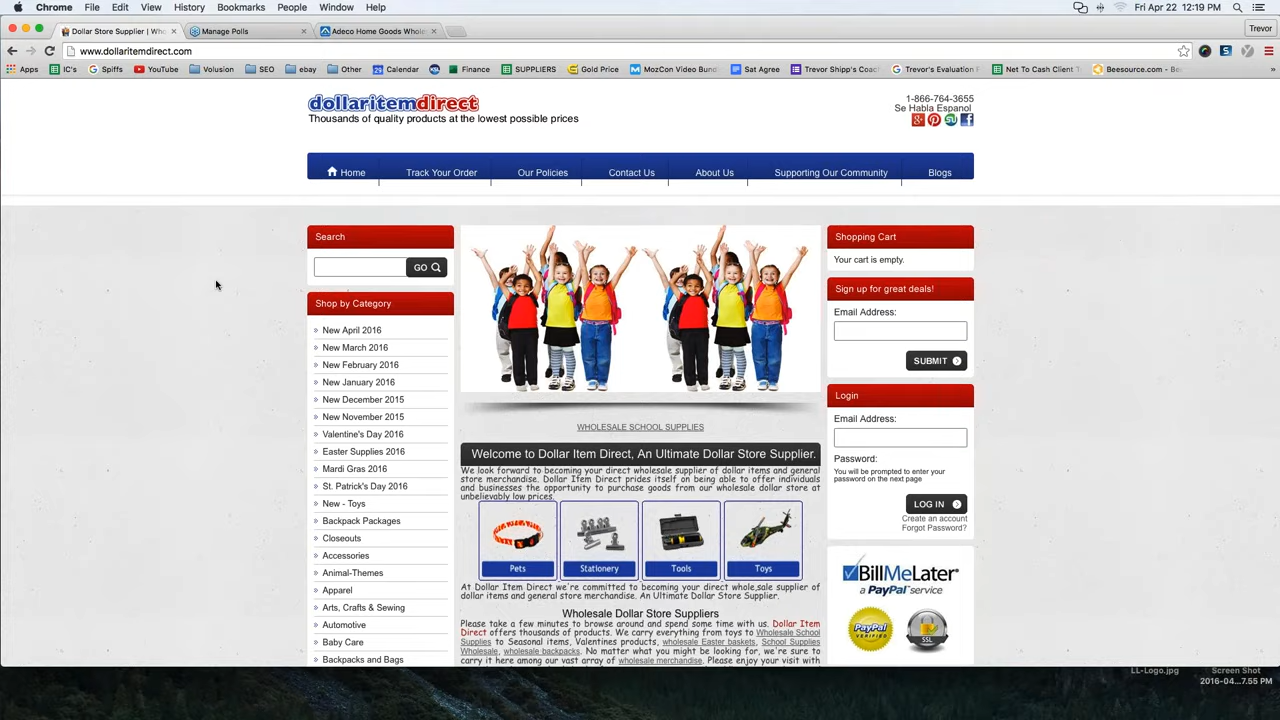 Chrome File Edit View History Bookmarks People Window Help Fri Apr 22 12:19 PM
Dollar Store Supplier | Who × Manage Polls × Adeco Home Goods Whole × Trevor
www.dollaritemdirect.com
Apps IC's Spiffs YouTube Volusion SEO ebay Other Calendar Finance SUPPLIERS Gold Price MozCon Video Bund Sat Agree Trevor Shipp's Coac Trevor's Evaluation F Net To Cash Client T Beesource.com - Be »
dollaritemdirect
Thousands of quality products at the lowest possible prices
1-866-764-3655
Se Habla Espanol
Home Track Your Order Our Policies Contact Us About Us Supporting Our Community Blogs
Search
GO
Shop by Category
New April 2016
New March 2016
New February 2016
New January 2016
New December 2015
New November 2015
Valentine's Day 2016
Easter Supplies 2016
Mardi Gras 2016
St. Patrick's Day 2016
New - Toys
Backpack Packages
Closeouts
Accessories
Animal-Themes
Apparel
Arts, Crafts & Sewing
Automotive
Baby Care
Backpacks and Bags
WHOLESALE SCHOOL SUPPLIES
Welcome to Dollar Item Direct, An Ultimate Dollar Store Supplier.
We look forward to becoming your direct wholesale supplier of dollar items and general
store merchandise. Dollar Item Direct prides itself on being able to offer individuals
and businesses the opportunity to purchase goods from our wholesale dollar store at
unbelievably low prices.
Pets Stationery Tools Toys
At Dollar Item Direct we're committed to becoming your direct whole,sale supplier of
dollar items and general store merchandise. An Ultimate Dollar Store Supplier.
Wholesale Dollar Store Suppliers
Please take a few minutes to browse around and spend some time with us. Dollar Item
Direct offers thousands of products. We carry everything from toys to Wholesale School
Supplies to Seasonal items, Valentines products, wholesale Easter baskets, School Supplies
Wholesale, wholesale backpacks. No matter what you might be looking for, we're sure to
carry it here among our vast array of wholesale merchandise. Please enjoy your visit with
Shopping Cart
Your cart is empty.
Sign up for great deals!
Email Address:
SUBMIT
Login
Email Address:
Password:
You will be prompted to enter your
password on the next page
LOG IN
Create an account
Forgot Password?
BillMeLater
a PayPal service
PayPal
VERIFIED
SSL
LL-Logo.jpg Screen Shot
2016-04...7.55 PM